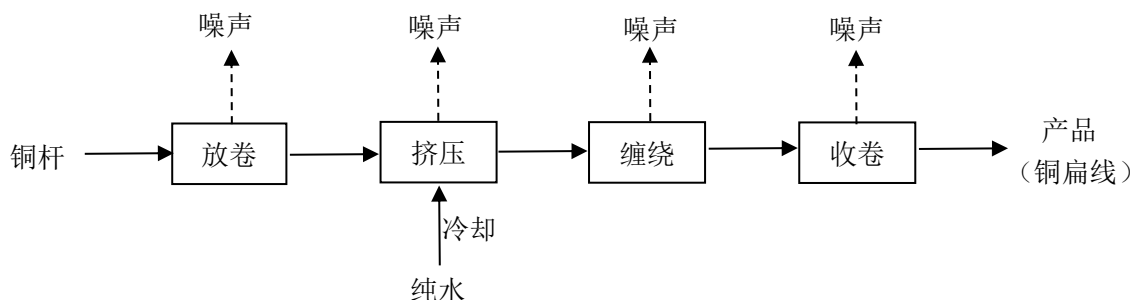 噪声 噪声 噪声 噪声
铜杆 放卷 挤压 缠绕 收卷 产品
（铜扁线）
冷却
纯水